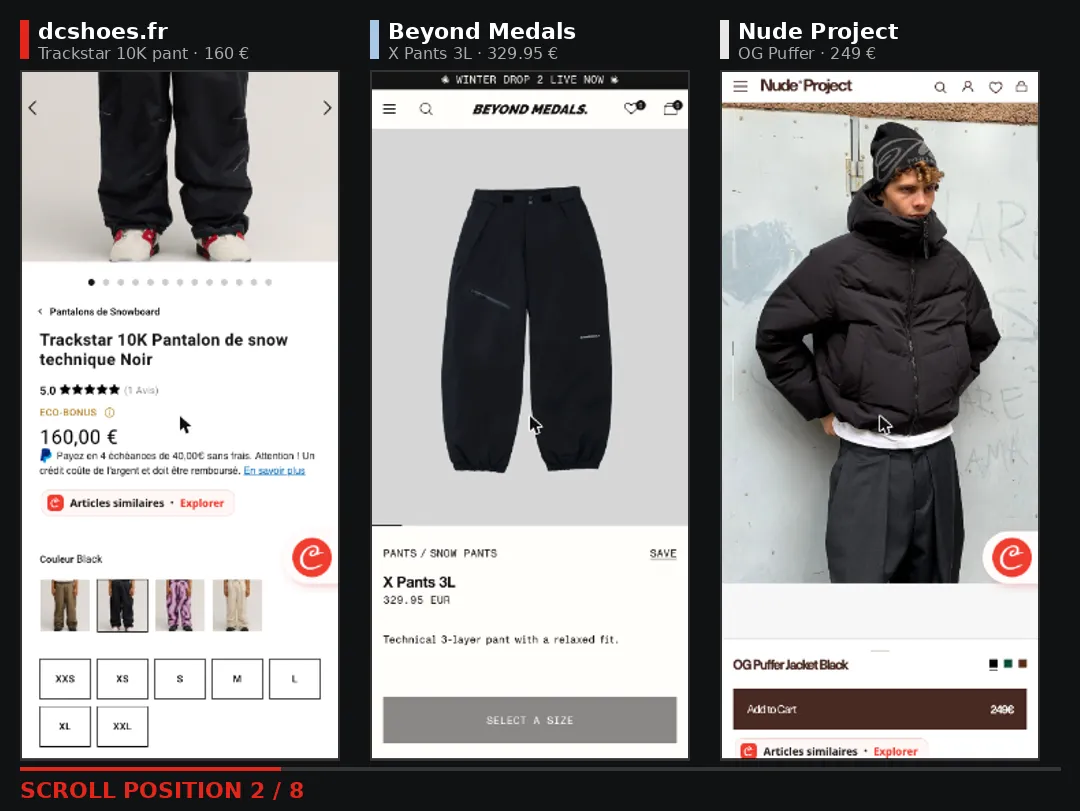 dcshoes.fr
Trackstar 10K pant · 160 €
Beyond Medals
X Pants 3L · 329.95 €
Nude Project
OG Puffer · 249 €
‹ Pantalons de Snowboard
Trackstar 10K Pantalon de snow
technique Noir
5.0 ★★★★★ (1 Avis)
ECO-BONUS
160,00 €
Payez en 4 échéances de 40,00€ sans frais. Attention ! Un
crédit coûte de l'argent et doit être remboursé. En savoir plus
Articles similaires · Explorer
Couleur Black
XXS XS S M L
XL XXL
WINTER DROP 2 LIVE NOW
BEYOND MEDALS.
PANTS / SNOW PANTS SAVE
X Pants 3L
329.95 EUR
Technical 3-layer pant with a relaxed fit.
SELECT A SIZE
Nude Project
OG Puffer Jacket Black
Add to Cart 249€
Articles similaires · Explorer
SCROLL POSITION 2 / 8